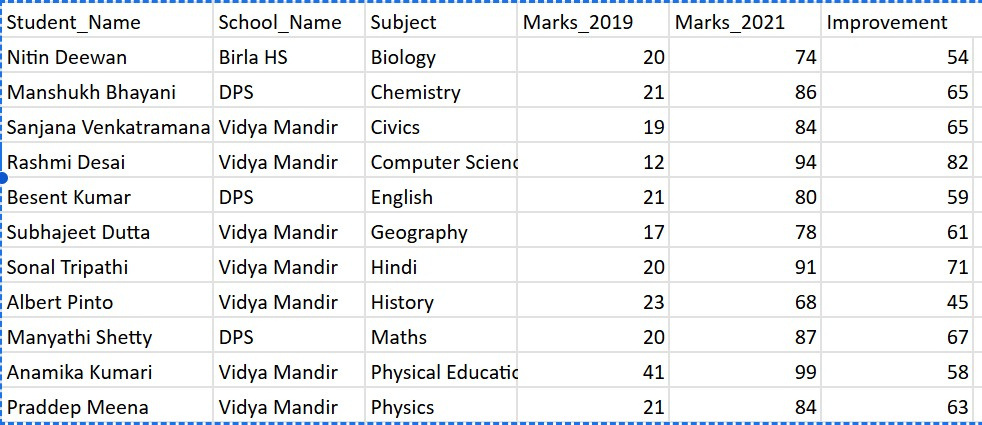 Student_Name School_Name Subject Marks_2019 Marks_2021 Improvement
Nitin Deewan Birla HS Biology 20 74 54
Manshukh Bhayani DPS Chemistry 21 86 65
Sanjana Venkatramana Vidya Mandir Civics 19 84 65
Rashmi Desai Vidya Mandir Computer Scienc 12 94 82
Besent Kumar DPS English 21 80 59
Subhajeet Dutta Vidya Mandir Geography 17 78 61
Sonal Tripathi Vidya Mandir Hindi 20 91 71
Albert Pinto Vidya Mandir History 23 68 45
Manyathi Shetty DPS Maths 20 87 67
Anamika Kumari Vidya Mandir Physical Educatic 41 99 58
Praddep Meena Vidya Mandir Physics 21 84 63